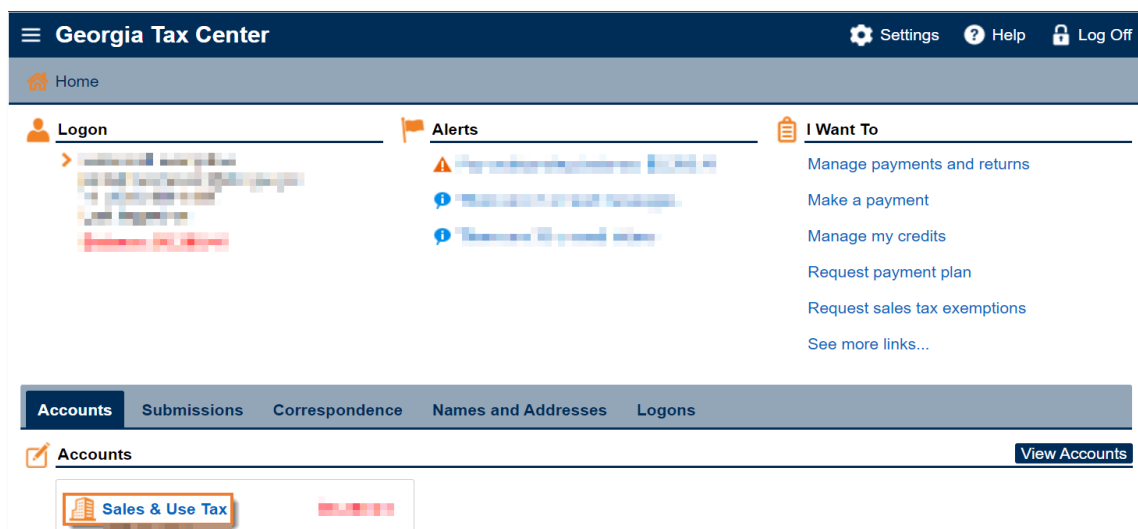 Georgia Tax Center
Settings
Help
Log Off
Home
Logon
Alerts
I Want To
Manage payments and returns
Make a payment
Manage my credits
Request payment plan
Request sales tax exemptions
See more links...
Accounts
Submissions
Correspondence
Names and Addresses
Logons
Accounts
View Accounts
Sales & Use Tax